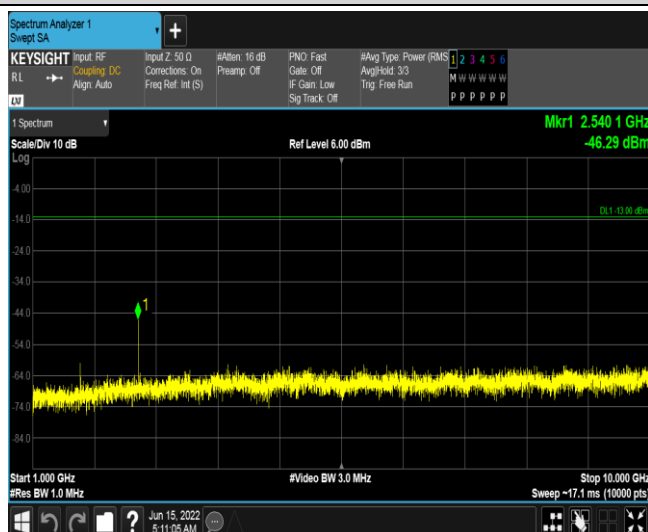 Spectrum Analyzer 1
Swept SA
+
KEYSIGHT
RL
LXI
Input: RF
Coupling: DC
Align: Auto
Input Z: 50 Ω
Corrections: On
Freq Ref: Int (S)
#Atten: 16 dB
Preamp: Off
PNO: Fast
Gate: Off
IF Gain: Low
Sig Track: Off
#Avg Type: Power (RMS
Avg|Hold: 3/3
Trig: Free Run
1 2 3 4 5 6
M W W W W W
P P P P P P
1 Spectrum
Scale/Div 10 dB
Ref Level 6.00 dBm
Mkr1 2.540 1 GHz
-46.29 dBm
Log
-4.00
DL1 -13.00 dBm
-14.0
-24.0
-34.0
1
-44.0
-54.0
-64.0
-74.0
-84.0
Start 1.000 GHz
#Video BW 3.0 MHz
Stop 10.000 GHz
#Res BW 1.0 MHz
Sweep ~17.1 ms (10000 pts)
?
Jun 15, 2022
5:11:05 AM